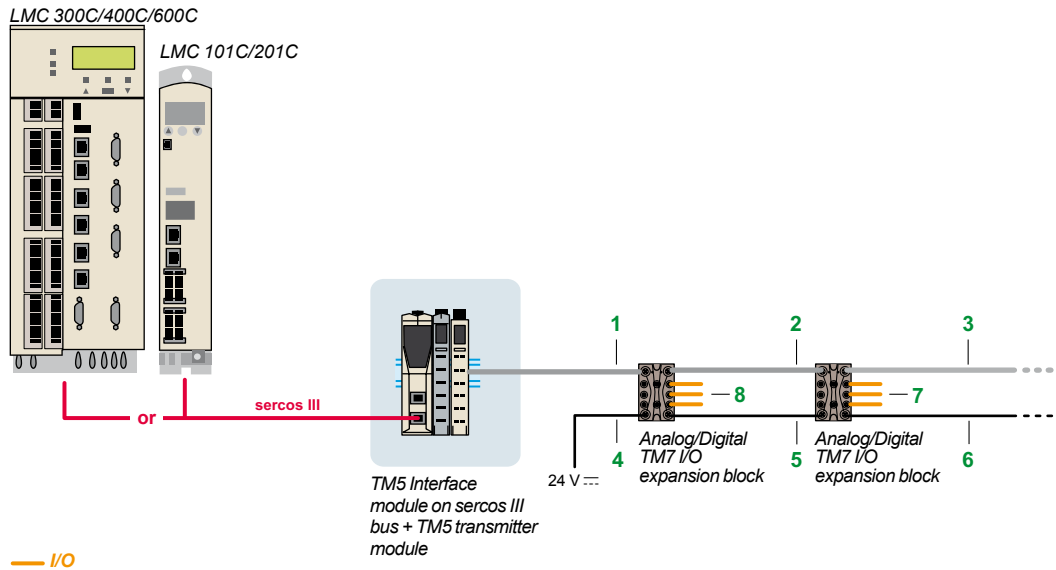 LMC 300C/400C/600C
LMC 101C/201C
or
sercos III
1
2
3
8
7
4
5
6
24 V
Analog/Digital
TM7 I/O
expansion block
Analog/Digital
TM7 I/O
expansion block
TM5 Interface
module on sercos III
bus + TM5 transmitter
module
I/O